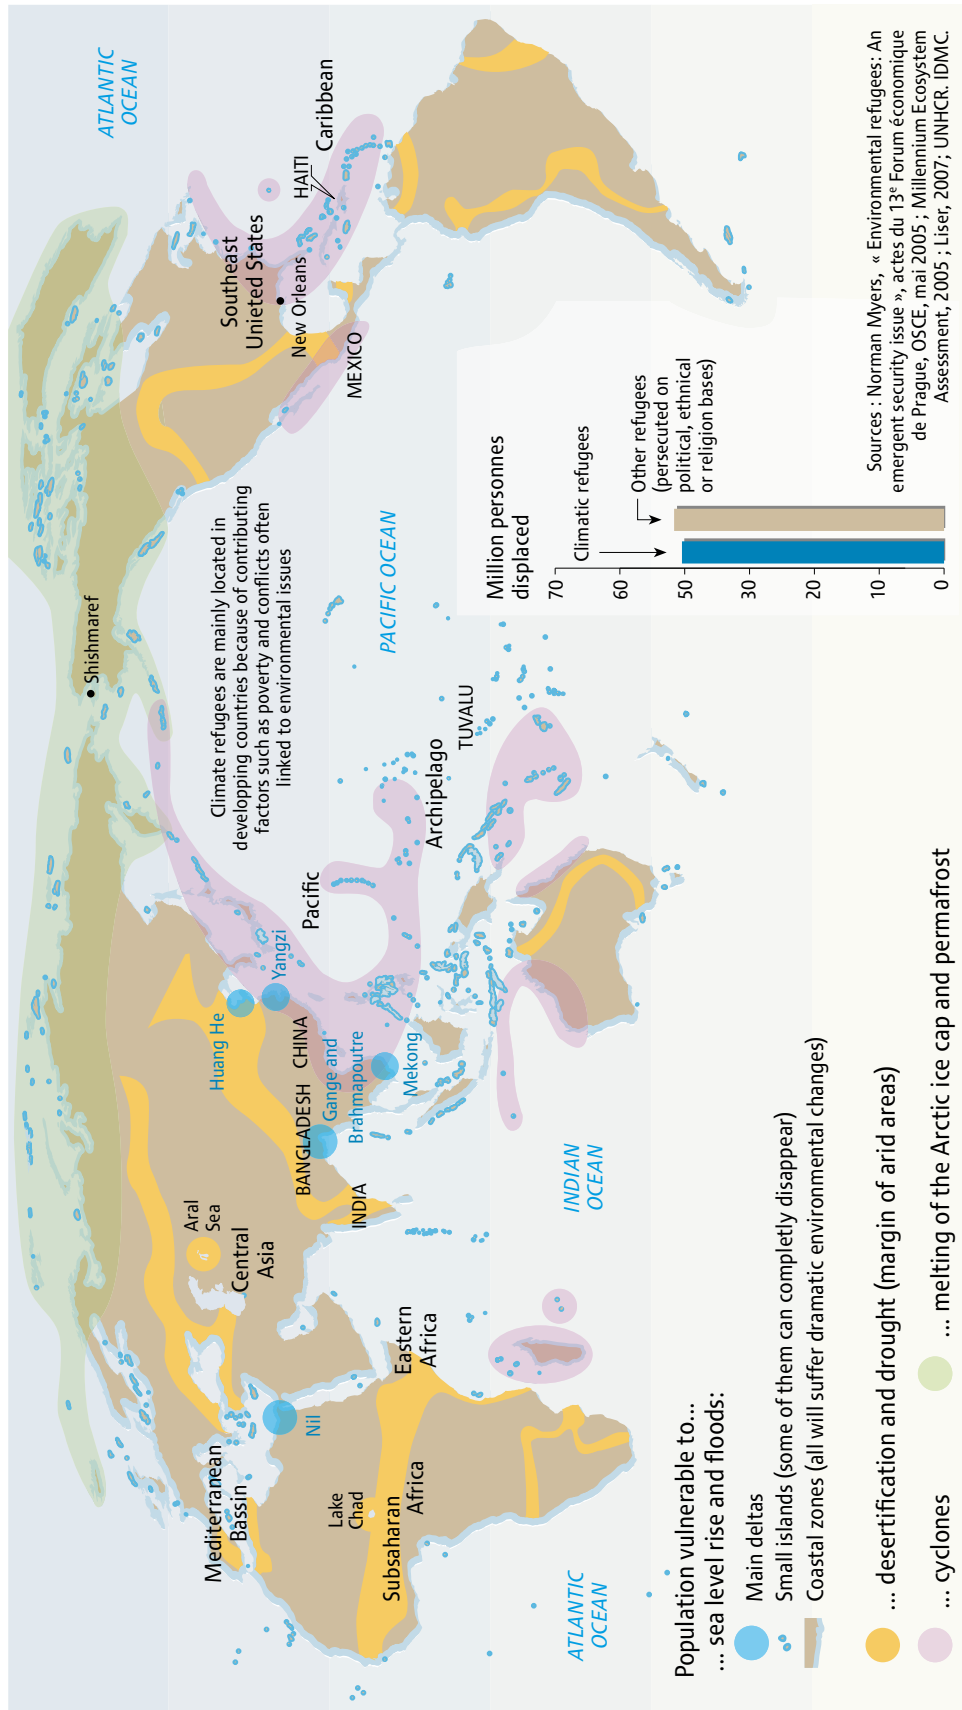 ATLANTIC
OCEAN
Shishmaref
Southeast
Unieted States
New Orleans
HAITI
Caribbean
MEXICO
Climate refugees are mainly located in
developping countries because of contributing
factors such as poverty and conflicts often
linked to environmental issues
PACIFIC OCEAN
Mediterranean
Bassin
Nil
Lake
Chad
Subsaharan
Africa
Eastern
Africa
Aral
Sea
Central
Asia
INDIA
BANGLADESH
CHINA
Gange and
Brahmapoutre
Mekong
Huang He
Yangzi
Pacific
Archipelago
TUVALU
INDIAN
OCEAN
ATLANTIC
OCEAN
Million personnes
displaced
70
60
50
30
20
10
0
Climatic refugees
Other refugees
(persecuted on
political, ethnical
or religion bases)
Population vulnerable to...
... sea level rise and floods:
Main deltas
Small islands (some of them can completly disappear)
Coastal zones (all will suffer dramatic environmental changes)
... desertification and drought (margin of arid areas)
... cyclones
... melting of the Arctic ice cap and permafrost
Sources : Norman Myers, « Environmental refugees: An
emergent security issue », actes du 13e Forum économique
de Prague, OSCE, mai 2005 ; Millennium Ecosystem
Assessment, 2005 ; Liser, 2007; UNHCR. IDMC.